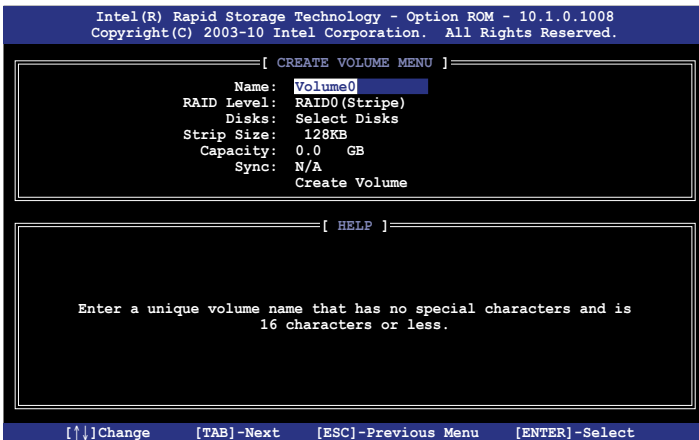 Intel(R) Rapid Storage Technology - Option ROM - 10.1.0.1008
Copyright(C) 2003-10 Intel Corporation. All Rights Reserved.
[ CREATE VOLUME MENU ]
Name: Volume0
RAID Level: RAID0(Stripe)
Disks: Select Disks
Strip Size: 128KB
Capacity: 0.0 GB
Sync: N/A
Create Volume
[ HELP ]
Enter a unique volume name that has no special characters and is
16 characters or less.
[↑↓]Change [TAB]-Next [ESC]-Previous Menu [ENTER]-Select